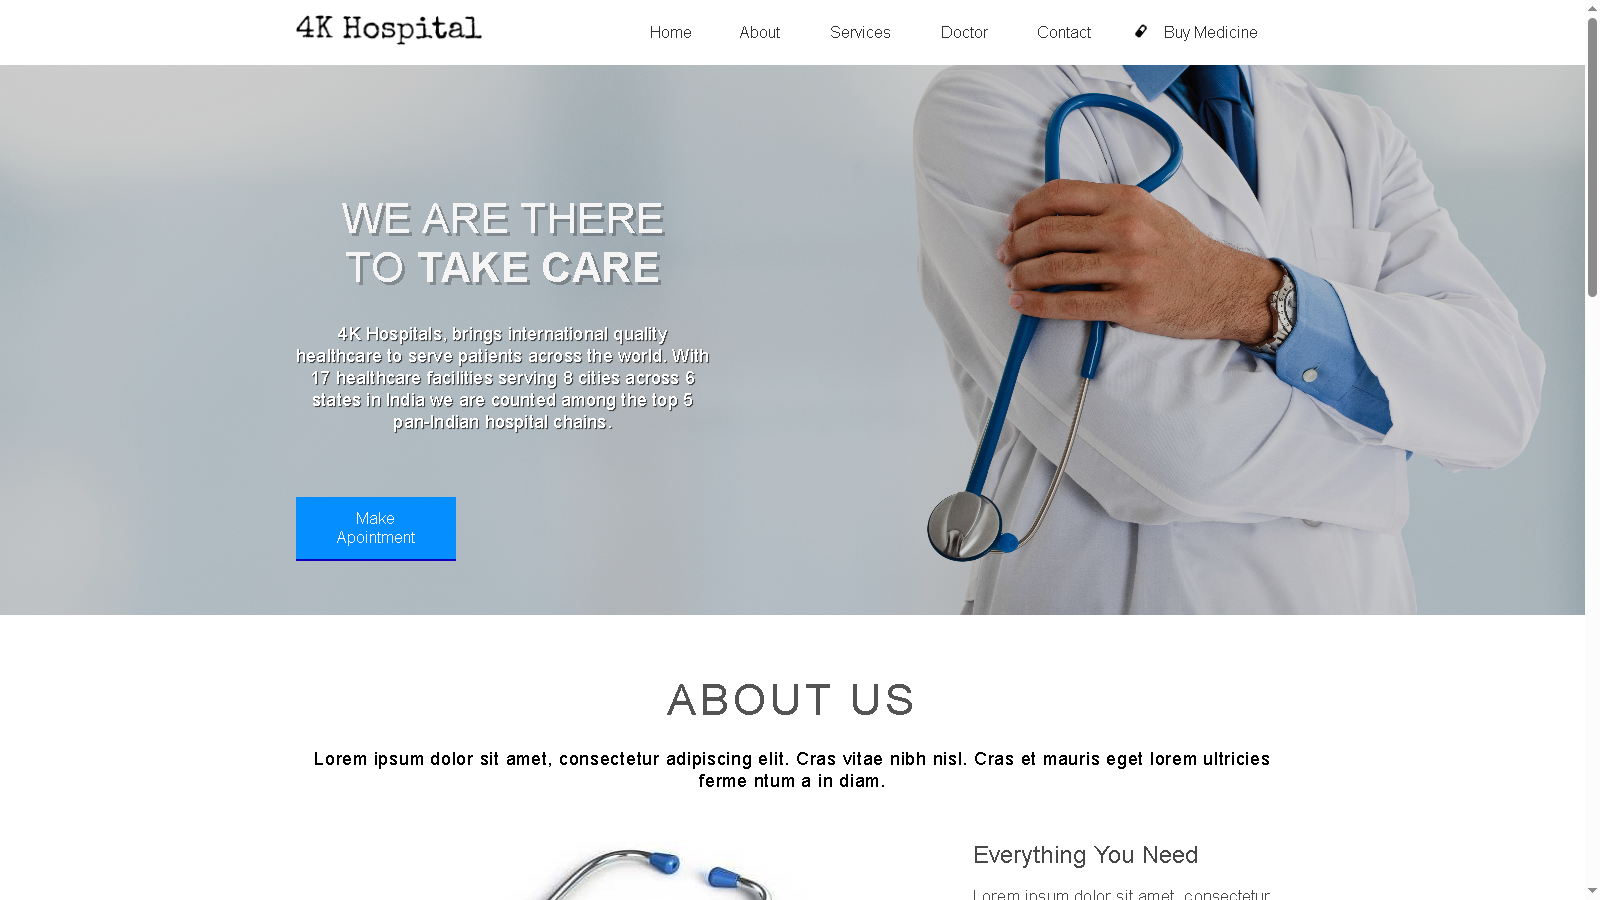 4K Hospital
Home About Services Doctor Contact Buy Medicine
WE ARE THERE
TO TAKE CARE
4K Hospitals, brings international quality
healthcare to serve patients across the world. With
17 healthcare facilities serving 8 cities across 6
states in India we are counted among the top 5
pan-Indian hospital chains.
Make
Apointment
ABOUT US
Lorem ipsum dolor sit amet, consectetur adipiscing elit. Cras vitae nibh nisl. Cras et mauris eget lorem ultricies
ferme ntum a in diam.
Everything You Need
Lorem ipsum dolor sit amet, consectetur